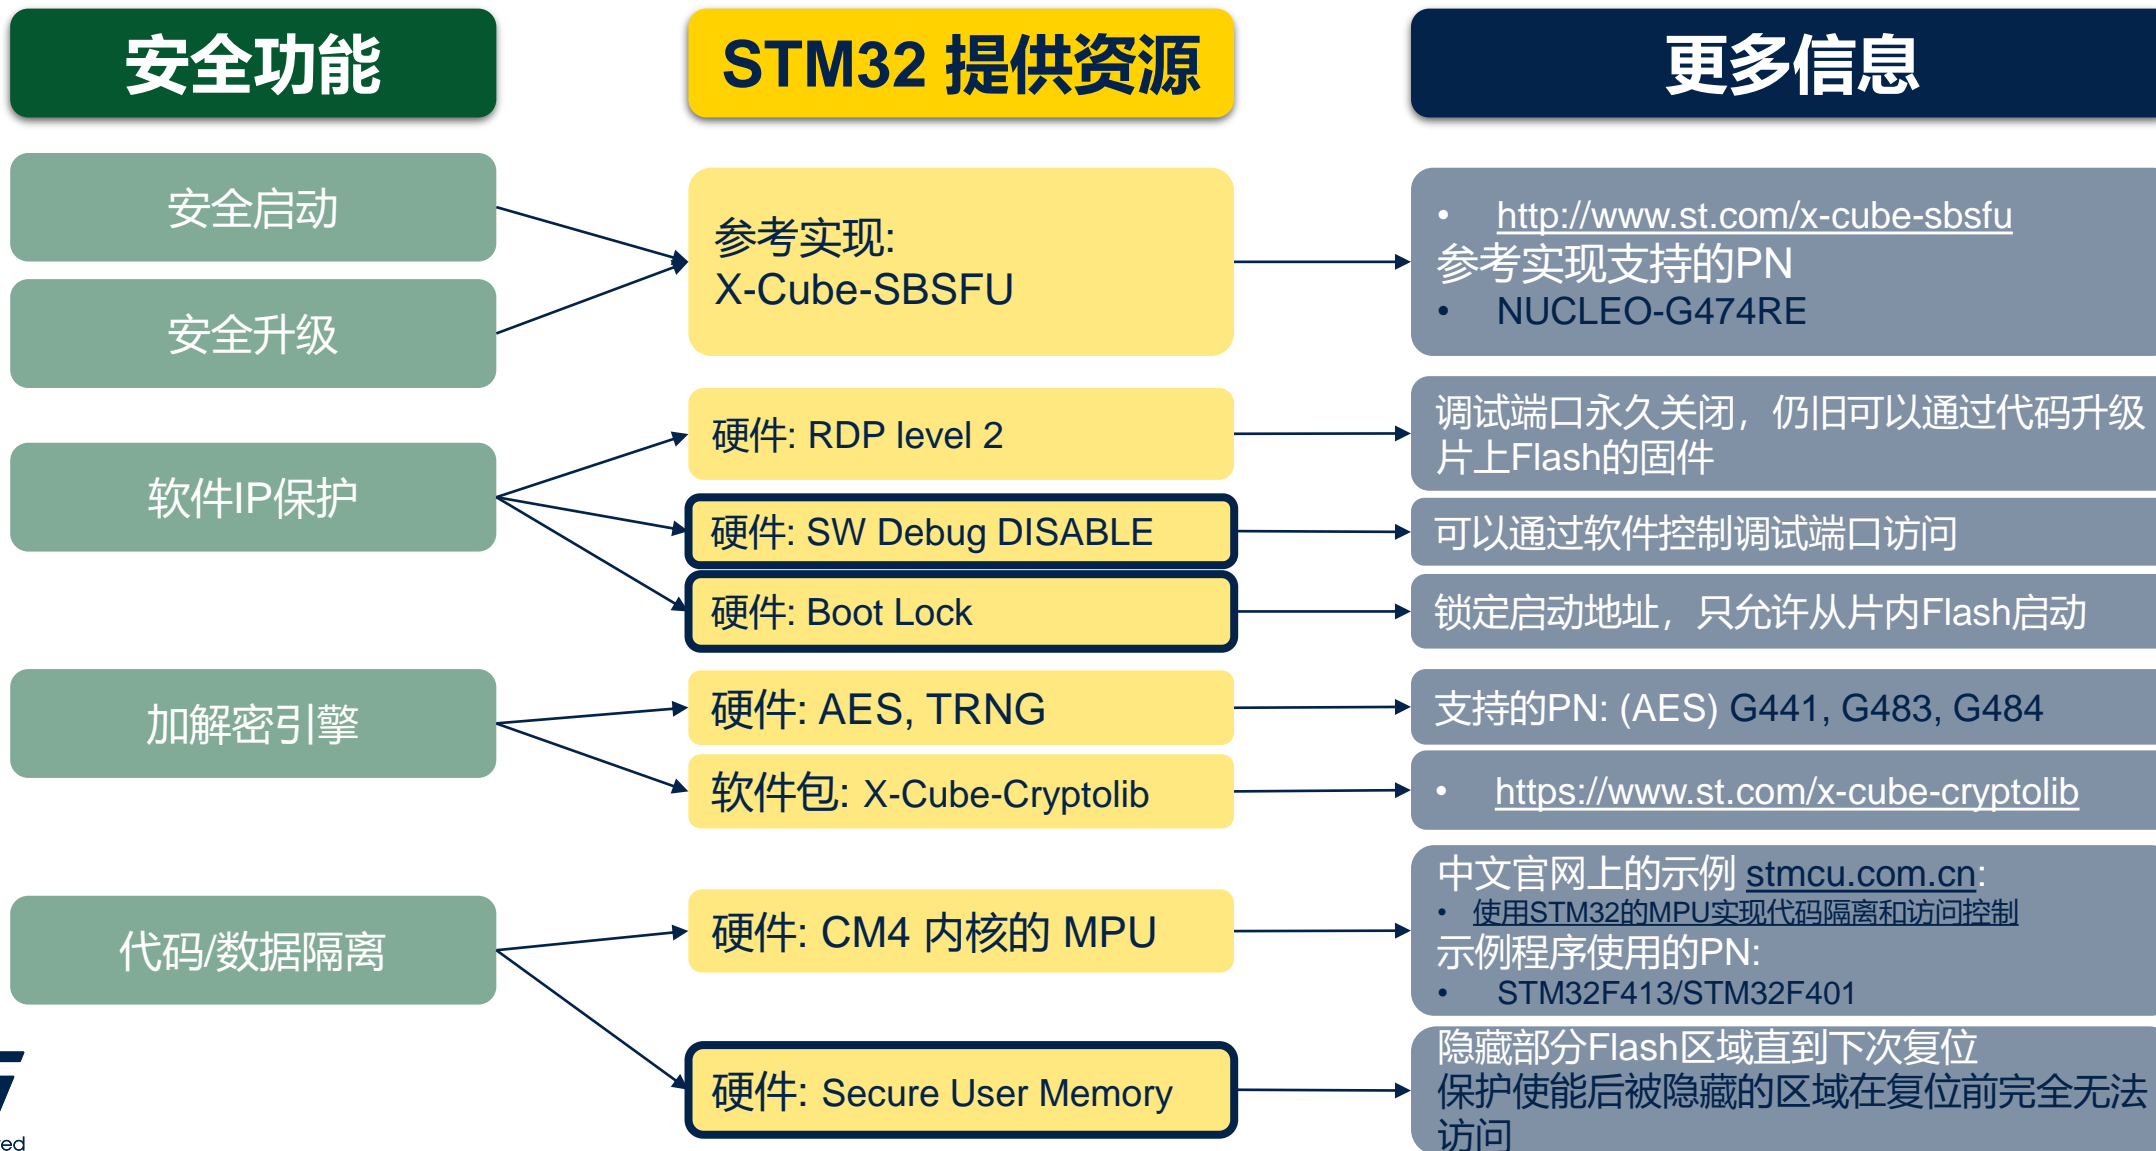 安全功能
STM32 提供资源
更多信息
安全启动
安全升级
参考实现:
X-Cube-SBSFU
• http://www.st.com/x-cube-sbsfu
参考实现支持的PN
• NUCLEO-G474RE
软件IP保护
硬件: RDP level 2
调试端口永久关闭，仍旧可以通过代码升级
片上Flash的固件
硬件: SW Debug DISABLE
可以通过软件控制调试端口访问
硬件: Boot Lock
锁定启动地址，只允许从片内Flash启动
加解密引擎
硬件: AES, TRNG
支持的PN: (AES) G441, G483, G484
软件包: X-Cube-Cryptolib
• https://www.st.com/x-cube-cryptolib
代码/数据隔离
硬件: CM4 内核的 MPU
中文官网上的示例 stmcu.com.cn:
• 使用STM32的MPU实现代码隔离和访问控制
示例程序使用的PN:
• STM32F413/STM32F401
硬件: Secure User Memory
隐藏部分Flash区域直到下次复位
保护使能后被隐藏的区域在复位前完全无法
访问